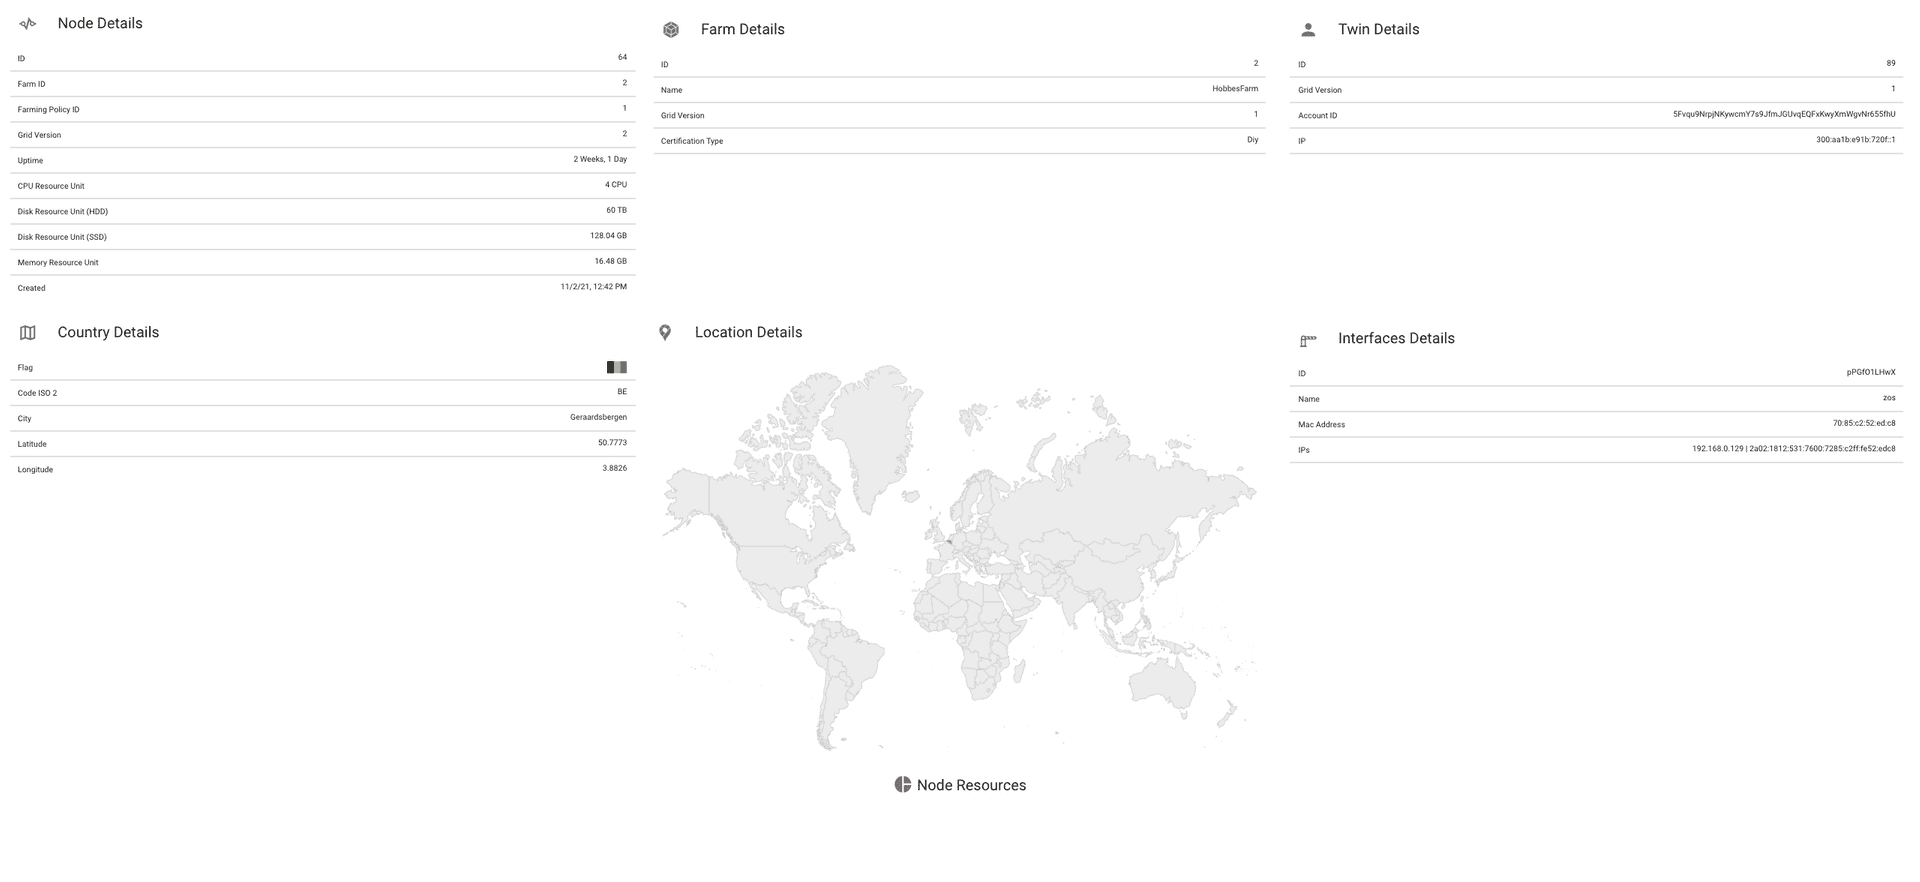 Node Details
ID 64
Farm ID 2
Farming Policy ID 1
Grid Version 2
Uptime 2 Weeks, 1 Day
CPU Resource Unit 4 CPU
Disk Resource Unit (HDD) 60 TB
Disk Resource Unit (SSD) 128.04 GB
Memory Resource Unit 16.48 GB
Created 11/2/21, 12:42 PM
Farm Details
ID 2
Name HobbesFarm
Grid Version 1
Certification Type Diy
Twin Details
ID 89
Grid Version 1
Account ID 5Fvqu9NrpjNKywcmY7s9JfmJGUvqEQFxKwyXmWgvNr655fhU
IP 300:aa1b:e91b:720f::1
Country Details
Flag
Code ISO 2 BE
City Geraardsbergen
Latitude 50.7773
Longitude 3.8826
Location Details
Interfaces Details
ID pPGfO1LHwX
Name zos
Mac Address 70:85:c2:52:ed:c8
IPs 192.168.0.129 | 2a02:1812:531:7600:7285:c2ff:fe52:edc8
Node Resources